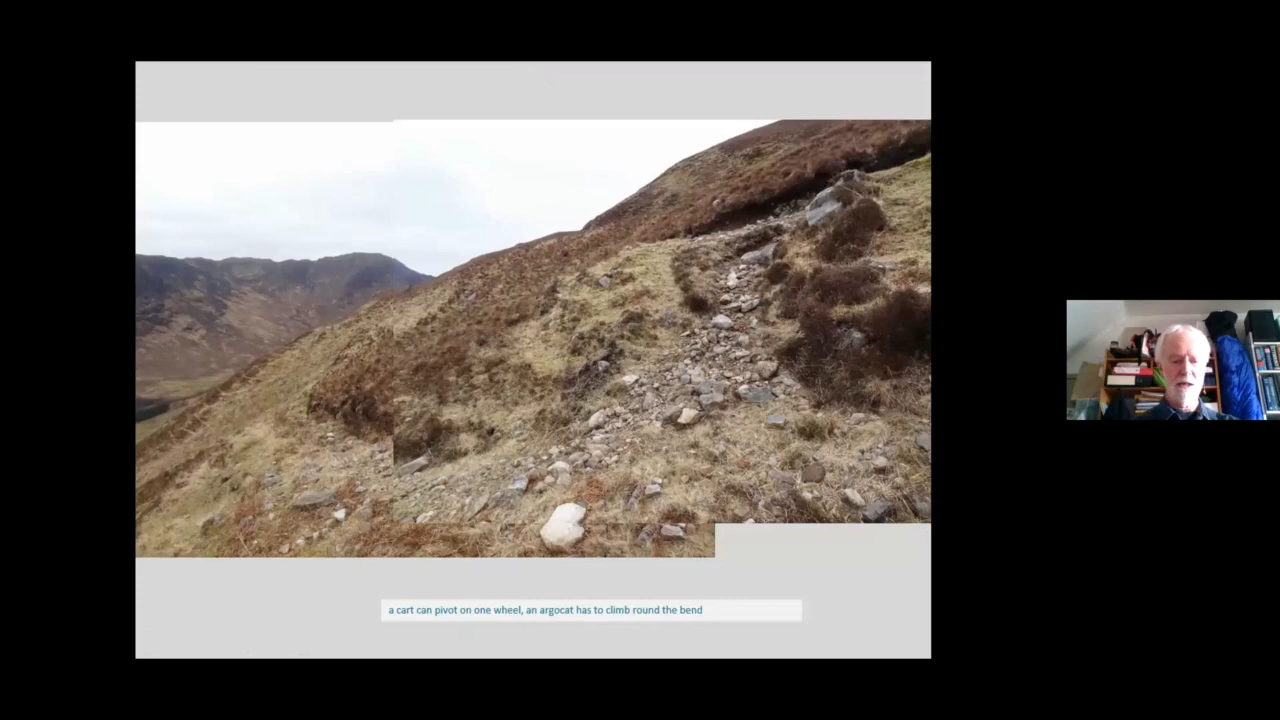 a cart can pivot on one wheel, an argocat has to climb round the bend